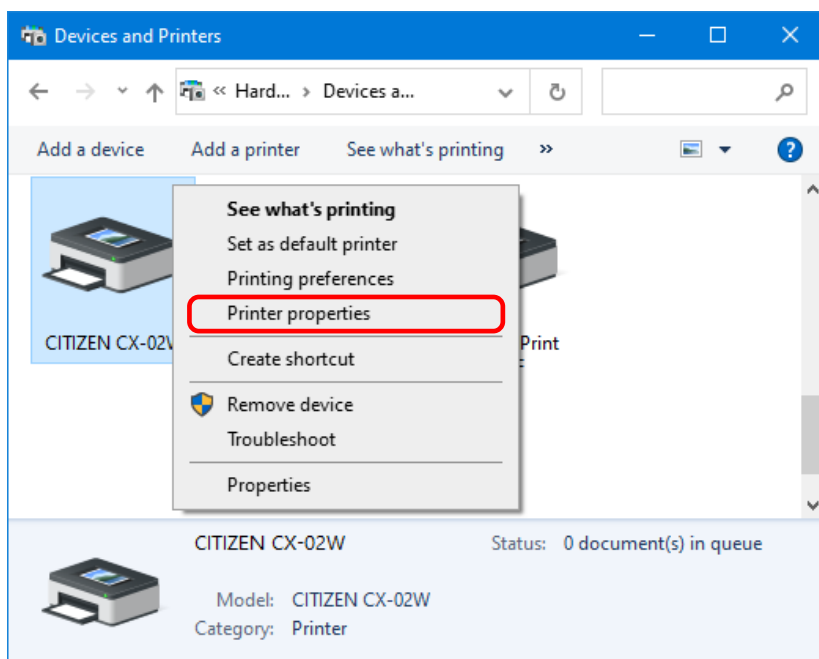 Devices and Printers
« Hard... › Devices a...
Add a device Add a printer See what's printing »
See what's printing
Set as default printer
Printing preferences
Printer properties
Create shortcut
Remove device
Troubleshoot
Properties
CITIZEN CX-02
Print
CITIZEN CX-02W Status: 0 document(s) in queue
Model: CITIZEN CX-02W
Category: Printer